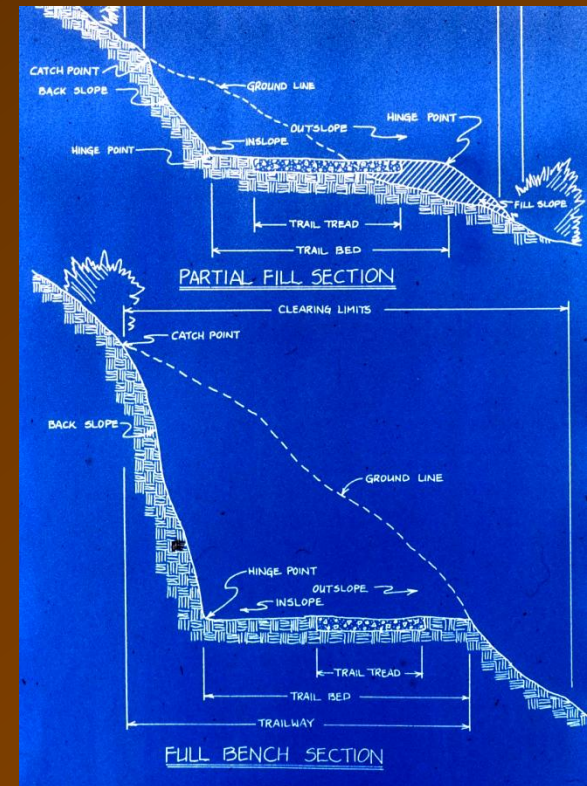 CATCH POINT
BACK SLOPE
GROUND LINE
HINGE POINT
OUTSLOPE
INSLOPE
HINGE POINT
FILL SLOPE
TRAIL TREAD
TRAIL BED
PARTIAL FILL SECTION
CLEARING LIMITS
CATCH POINT
BACK SLOPE
GROUND LINE
HINGE POINT
OUTSLOPE
INSLOPE
TRAIL TREAD
TRAIL BED
TRAILWAY
FULL BENCH SECTION